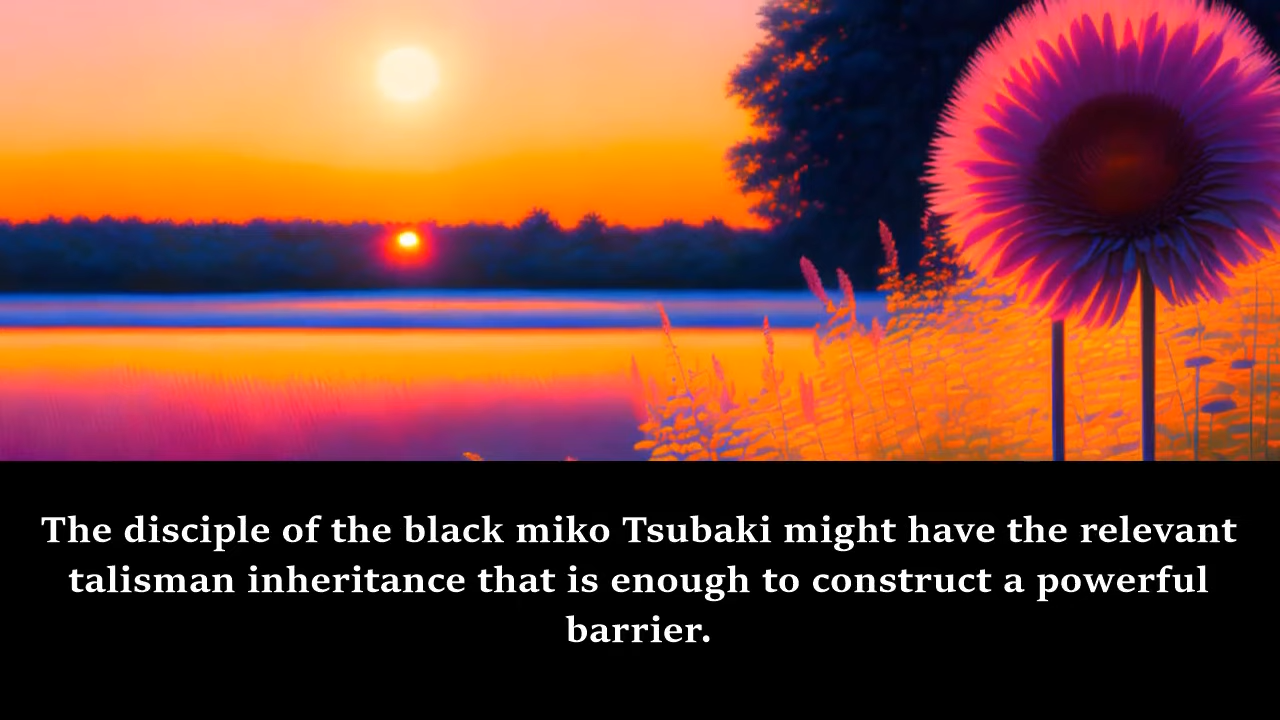 The disciple of the black miko Tsubaki might have the relevant
talisman inheritance that is enough to construct a powerful
barrier.